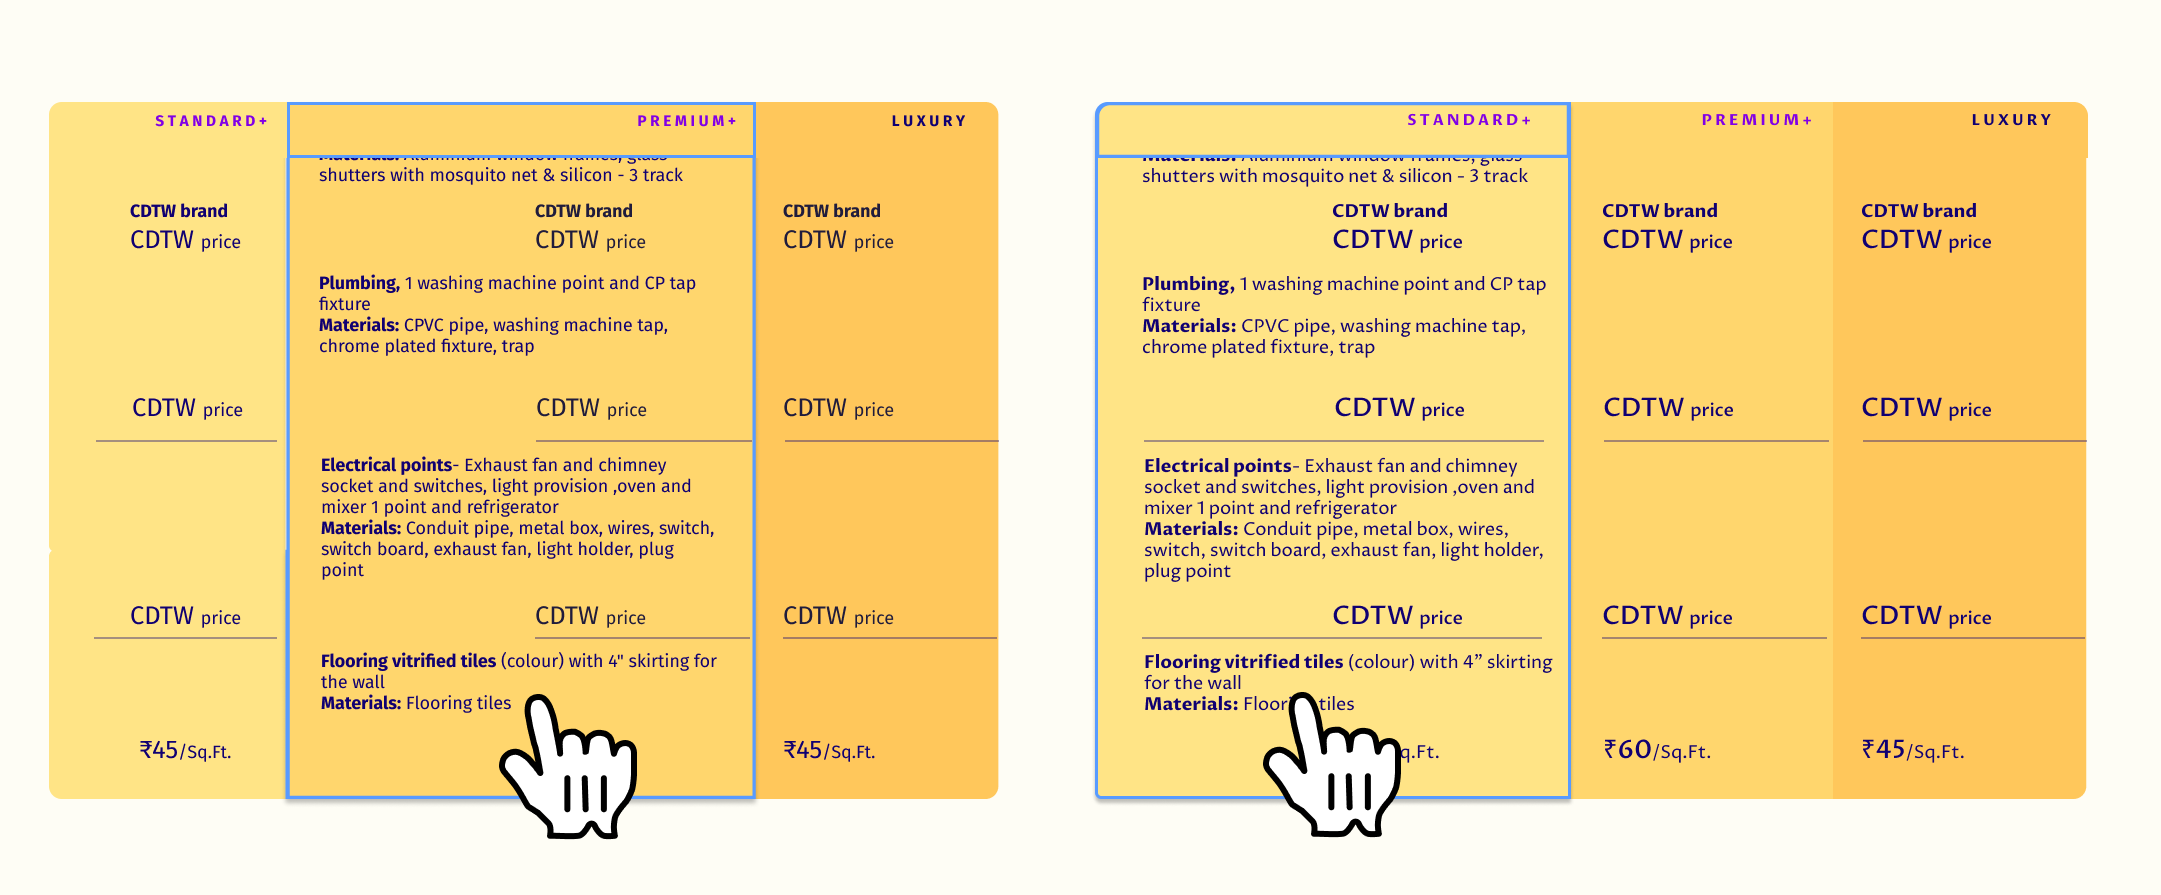 STANDARD+
PREMIUM+
LUXURY
Materials: Aluminium window frames, glass
shutters with mosquito net & silicon - 3 track
CDTW brand
CDTW price
CDTW brand
CDTW price
CDTW brand
CDTW price
Plumbing, 1 washing machine point and CP tap
fixture
Materials: CPVC pipe, washing machine tap,
chrome plated fixture, trap
CDTW price
CDTW price
CDTW price
Electrical points- Exhaust fan and chimney
socket and switches, light provision ,oven and
mixer 1 point and refrigerator
Materials: Conduit pipe, metal box, wires, switch,
switch board, exhaust fan, light holder, plug
point
CDTW price
CDTW price
CDTW price
Flooring vitrified tiles (colour) with 4" skirting for
the wall
Materials: Flooring tiles
₹45/Sq.Ft.
₹45/Sq.Ft.
STANDARD+
PREMIUM+
LUXURY
Materials: Aluminium window frames, glass
shutters with mosquito net & silicon - 3 track
CDTW brand
CDTW price
CDTW brand
CDTW price
CDTW brand
CDTW price
Plumbing, 1 washing machine point and CP tap
fixture
Materials: CPVC pipe, washing machine tap,
chrome plated fixture, trap
CDTW price
CDTW price
CDTW price
Electrical points- Exhaust fan and chimney
socket and switches, light provision ,oven and
mixer 1 point and refrigerator
Materials: Conduit pipe, metal box, wires,
switch, switch board, exhaust fan, light holder,
plug point
CDTW price
CDTW price
CDTW price
Flooring vitrified tiles (colour) with 4” skirting
for the wall
Materials: tiles
₹60/Sq.Ft.
₹45/Sq.Ft.